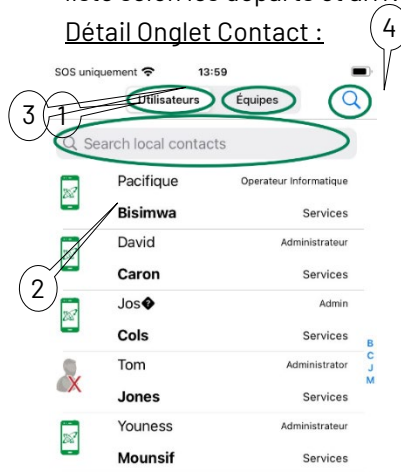 Détail Onglet Contact :
4
SOS uniquement 13:59
3 1 Utilisateurs Équipes
Search local contacts
Pacifique Operateur Informatique
Bisimwa Services
2
David Administrateur
Caron Services
Jos� Admin
Cols Services
Tom Administrator
Jones Services
Youness Administrateur
Mounsif Services
B
C
J
M